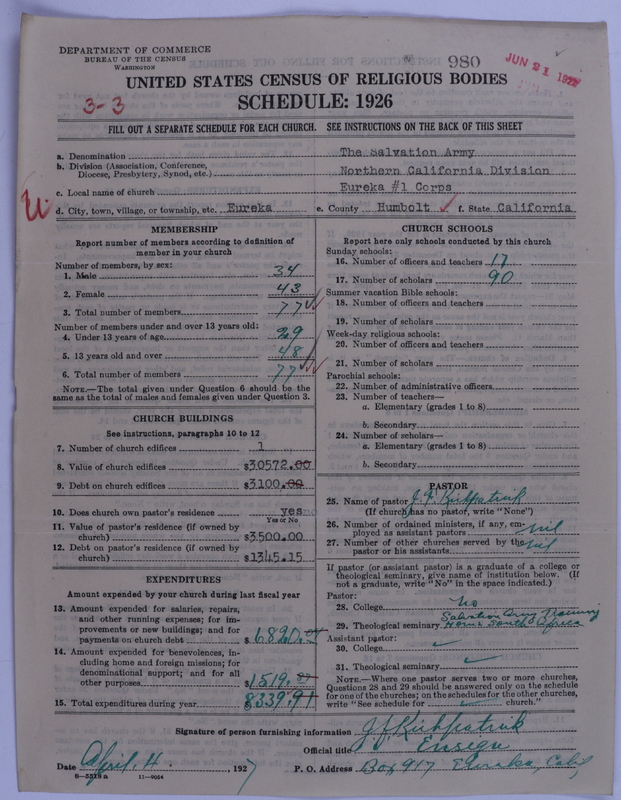 DEPARTMENT OF COMMERCE
BUREAU OF THE CENSUS
WASHINGTON
980
JUN 21 1927
UNITED STATES CENSUS OF RELIGIOUS BODIES
3-3
SCHEDULE: 1926
FILL OUT A SEPARATE SCHEDULE FOR EACH CHURCH. SEE INSTRUCTIONS ON THE BACK OF THIS SHEET
a. Denomination The Salvation Army
b. Division (Association, Conference,
Diocese, Presbytery, Synod, etc.) Northern California Division
c. Local name of church Eureka #1 Corps
U.
d. City, town, village, or township, etc. Eureka e. County Humbolt f. State California
MEMBERSHIP
Report number of members according to definition of
member in your church
Number of members, by sex:
1. Male 34
2. Female 43
3. Total number of members 77
Number of members under and over 13 years old:
4. Under 13 years of age 29
5. 13 years old and over 48
6. Total number of members 77
NOTE.—The total given under Question 6 should be the
same as the total of males and females given under Question 3.
CHURCH BUILDINGS
See instructions, paragraphs 10 to 12
7. Number of church edifices 1
8. Value of church edifices $30572.00
9. Debt on church edifices $3100.00
10. Does church own pastor's residence yes
Yes or No
11. Value of pastor's residence (if owned by
church) $3500.00
12. Debt on pastor's residence (if owned by
church) $1345.15
EXPENDITURES
Amount expended by your church during last fiscal year
13. Amount expended for salaries, repairs,
and other running expenses; for im-
provements or new buildings; and for
payments on church debt $ 6820.
14. Amount expended for benevolences, in-
cluding home and foreign missions; for
denominational support; and for all
other purposes $1519.
15. Total expenditures during year $8339.91
CHURCH SCHOOLS
Report here only schools conducted by this church
Sunday schools:
16. Number of officers and teachers 17
17. Number of scholars 90
Summer vacation Bible schools:
18. Number of officers and teachers
19. Number of scholars
Week-day religious schools:
20. Number of officers and teachers
21. Number of scholars
Parochial schools:
22. Number of administrative officers
23. Number of teachers—
a. Elementary (grades 1 to 8)
b. Secondary
24. Number of scholars—
a. Elementary (grades 1 to 8)
b. Secondary
PASTOR
25. Name of pastor J. F. Kirkpatrick
(If church has no pastor, write "None")
26. Number of ordained ministers, if any, em-
ployed as assistant pastors nil
27. Number of other churches served by the
pastor or his assistants nil
If pastor (or assistant pastor) is a graduate of a college or
theological seminary, give name of institution below. (If
not a graduate, write "No" in the space indicated.)
Pastor:
28. College No
Salvation Army Training
29. Theological seminary Home South Africa
Assistant pastor:
30. College
31. Theological seminary
NOTE.—Where one pastor serves two or more churches,
Questions 28 and 29 should be answered only on the schedule
for one of the churches; on the schedules for the other churches,
write "See schedule for church."
Signature of person furnishing information J F Kirkpatrick
Official title Ensign
Date April 4, 1927 P. O. Address Box 917 Eureka, Calif,
8-5518 a 11-9054